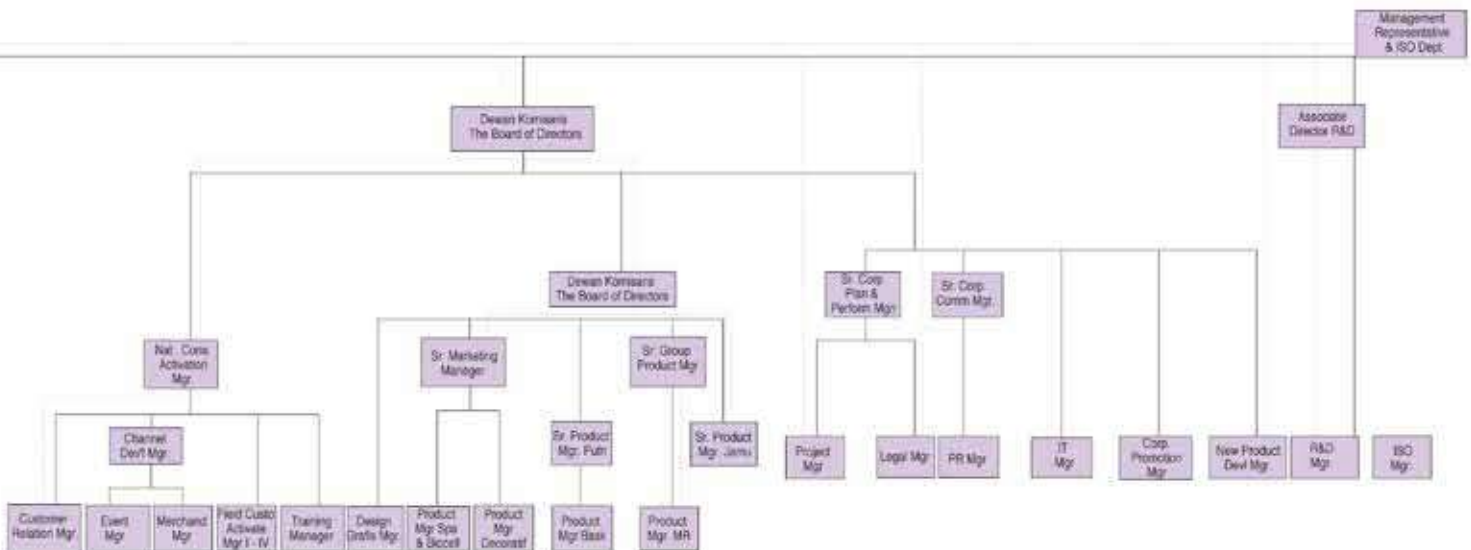 Management
Representative
& ISO Dept
Dewan Komisaris
The Board of Directors
Associate
Director R&D
Dewan Komisaris
The Board of Directors
Sr. Corp
Plan &
Perform Mgr
Sr. Corp.
Comm Mgr.
Nat. Cons
Activation
Mgr.
Sr. Marketing
Manager
Sr. Group
Product Mgr
Channel
Dev't Mgr.
Sr. Product
Mgr. Putri
Sr. Product
Mgr. Jamu
Project
Mgr
Legal Mgr
PR Mgr
IT
Mgr
Corp.
Promotion
Mgr
New Product
Devl Mgr.
R&D
Mgr.
ISO
Mgr.
Customer
Relation Mgr.
Event
Mgr
Merchand
Mgr
Field Custo
Activate
Mgr I - IV
Training
Manager
Design
Grafis Mgr.
Product
Mgr Spa
&
Product
Mgr
Decoratif
Product
Mgr Bask
Product
Mgr. MR